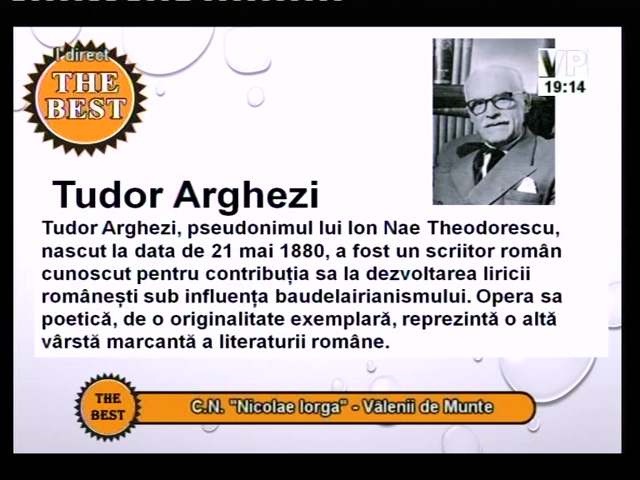 în direct
THE
BEST
VP
19:14
Tudor Arghezi
Tudor Arghezi, pseudonimul lui Ion Nae Theodorescu,
nascut la data de 21 mai 1880, a fost un scriitor român
cunoscut pentru contribuția sa la dezvoltarea liricii
românești sub influența baudelairianismului. Opera sa
poetică, de o originalitate exemplară, reprezintă o altă
vârstă marcantă a literaturii române.
THE
BEST
C.N. "Nicolae Iorga" - Vălenii de Munte